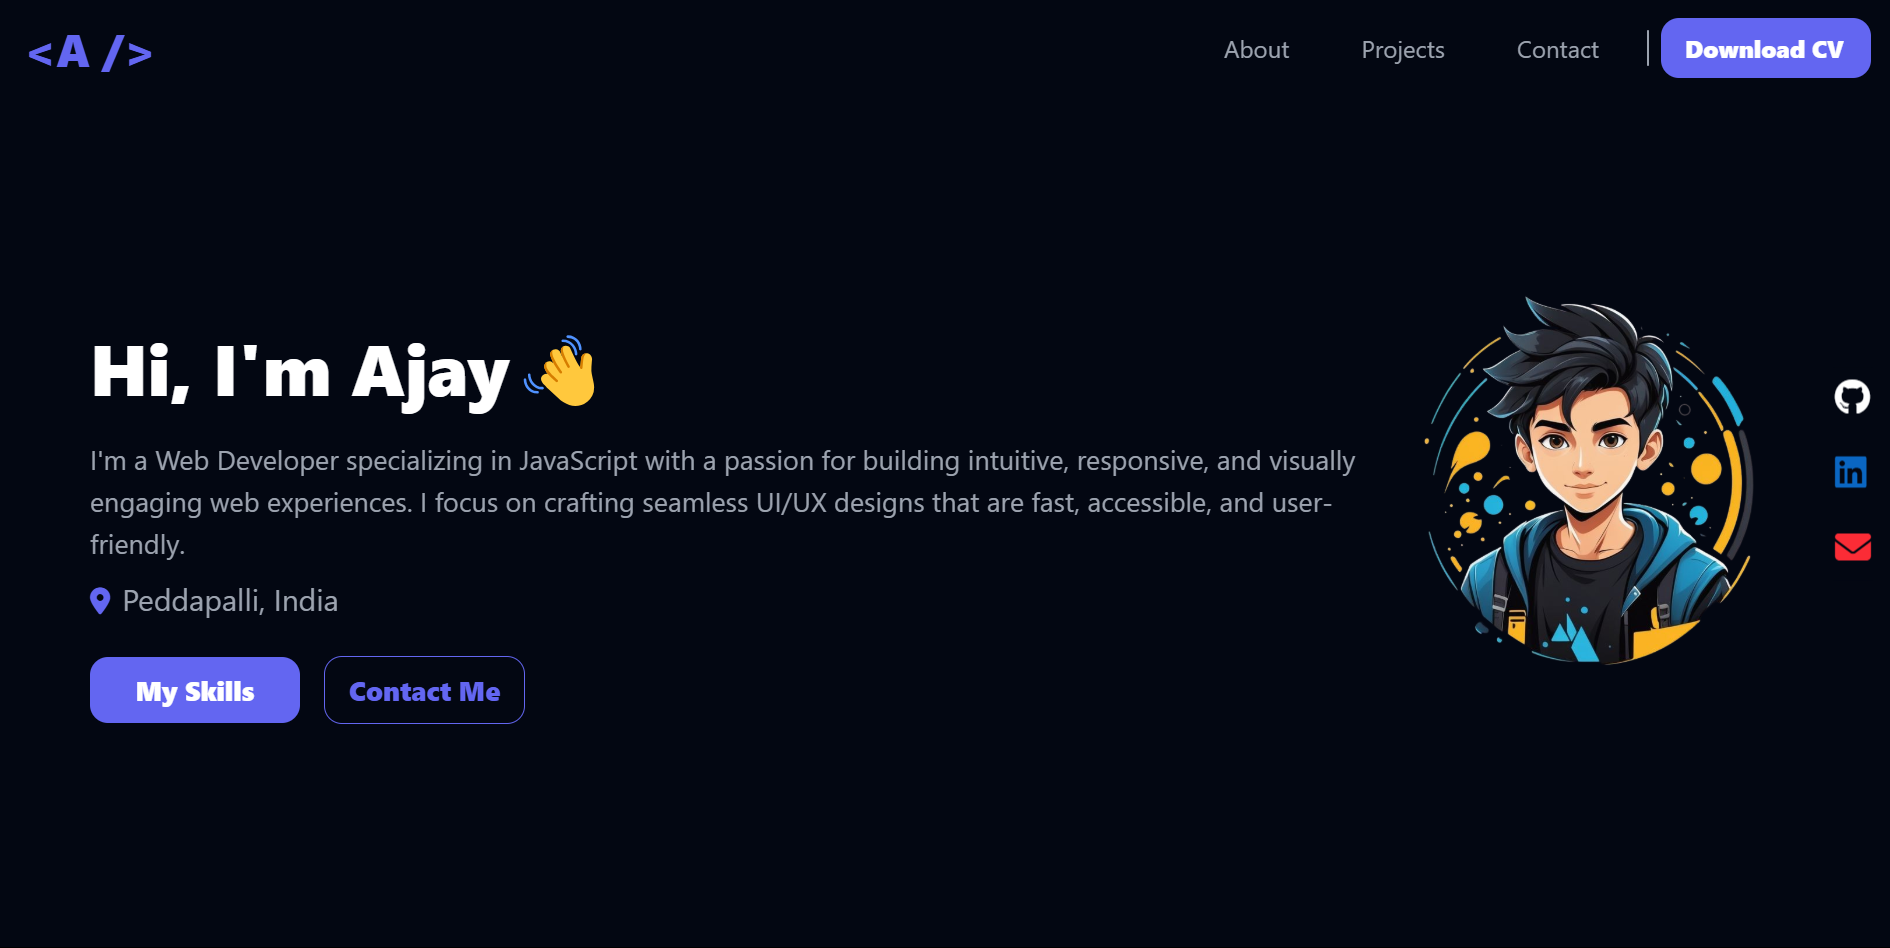 <A />
About
Projects
Contact
Download CV
Hi, I'm Ajay 👋
I'm a Web Developer specializing in JavaScript with a passion for building intuitive, responsive, and visually
engaging web experiences. I focus on crafting seamless UI/UX designs that are fast, accessible, and user-
friendly.
Peddapalli, India
My Skills
Contact Me
in